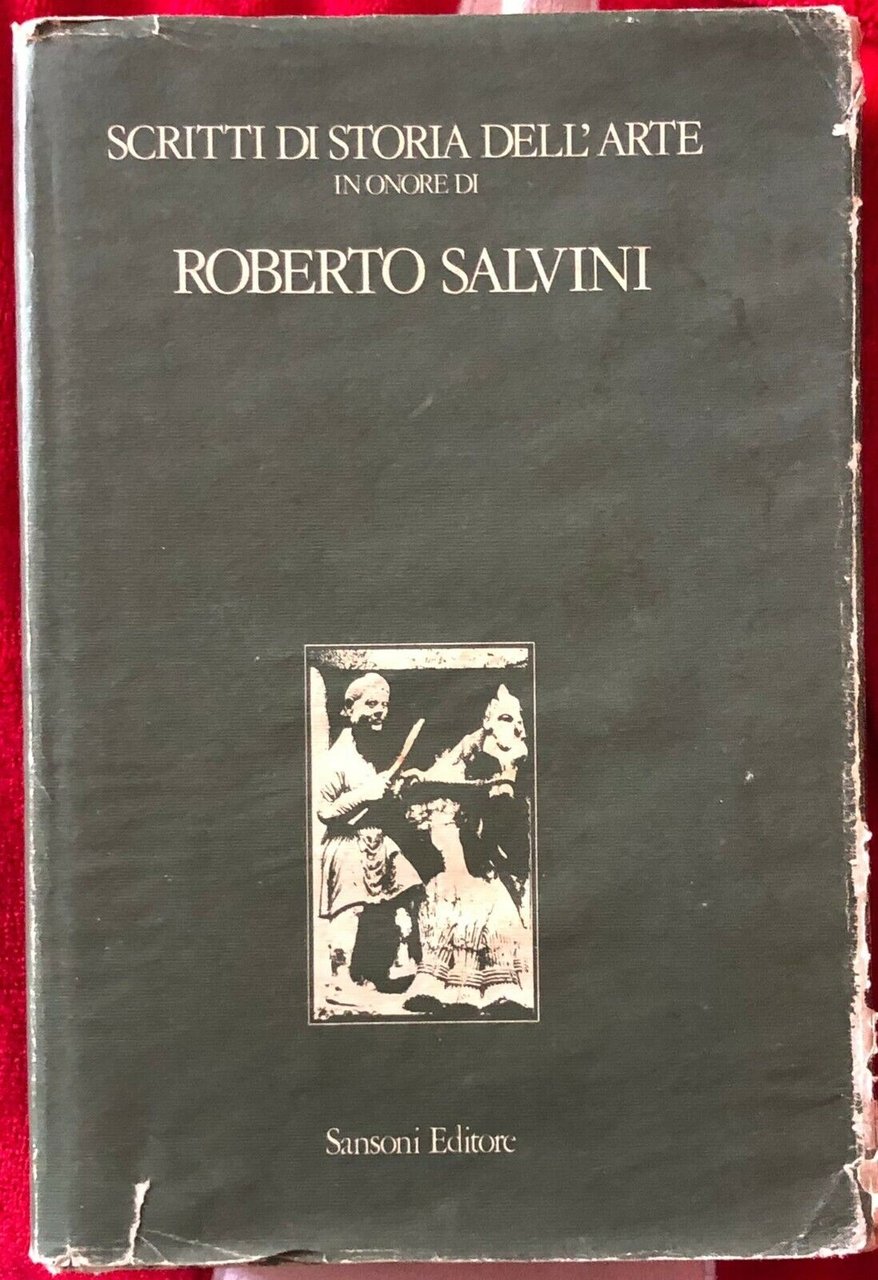 SCRITTI DI STORIA DELL'ARTE
IN ONORE DI
ROBERTO SALVINI
Sansoni Editore